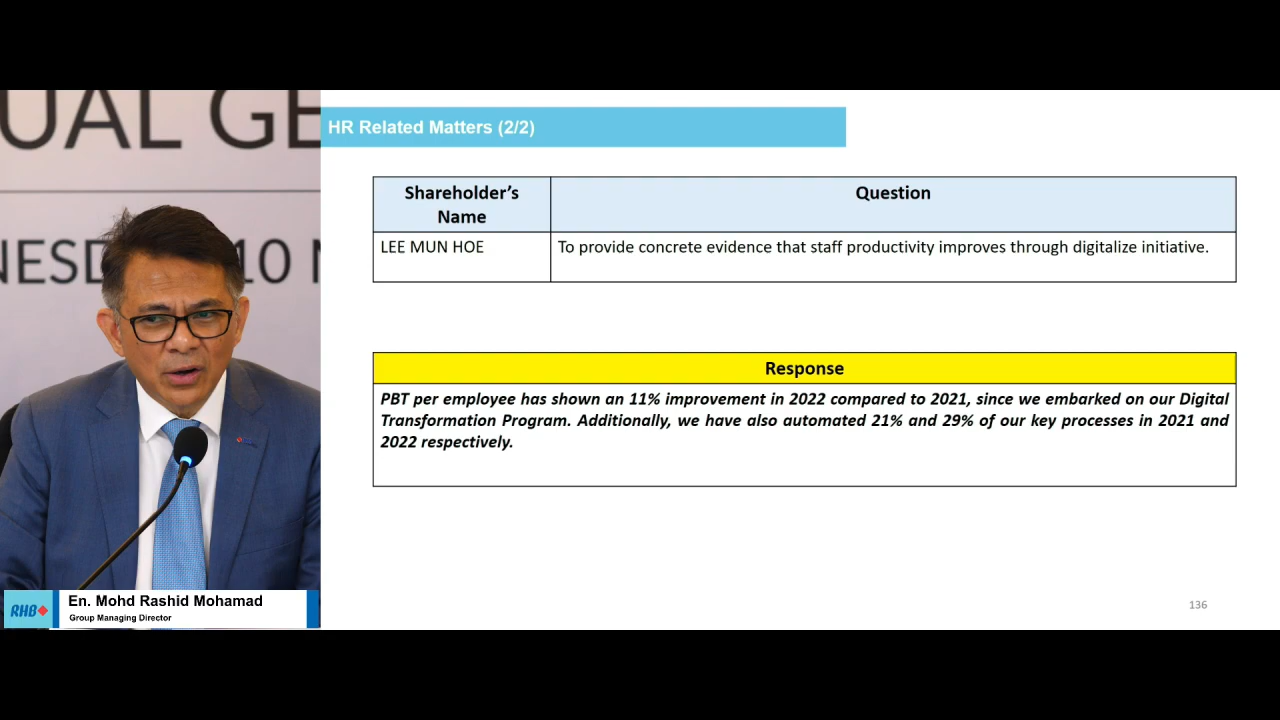 UAL GE
10
HR Related Matters (2/2)
Shareholder's
Name
Question
LEE MUN HOE
To provide concrete evidence that staff productivity improves through digitalize initiative.
Response
PBT per employee has shown an 11% improvement in 2022 compared to 2021, since we embarked on our Digital
Transformation Program. Additionally, we have also automated 21% and 29% of our key processes in 2021 and
2022 respectively.
RHB
En. Mohd Rashid Mohamad
Group Managing Director
136